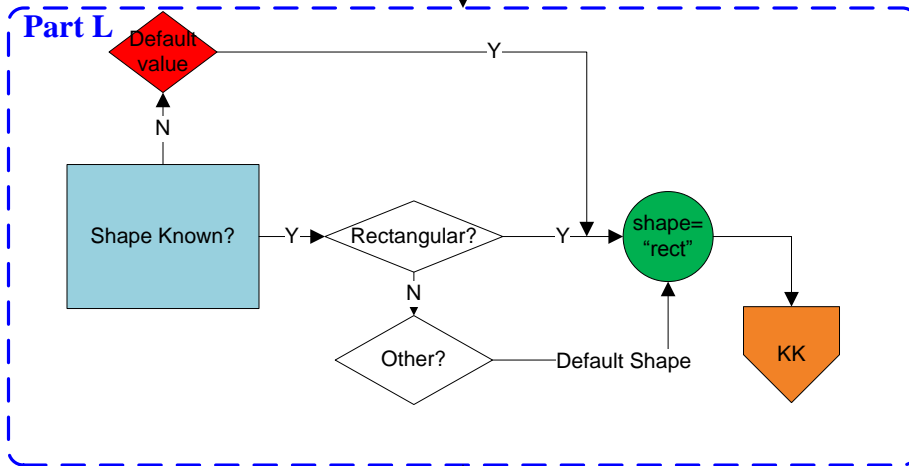 Part L
Default
value
Y
N
Shape Known?
Y
Rectangular?
Y
shape=
“rect”
N
Other?
Default Shape
KK